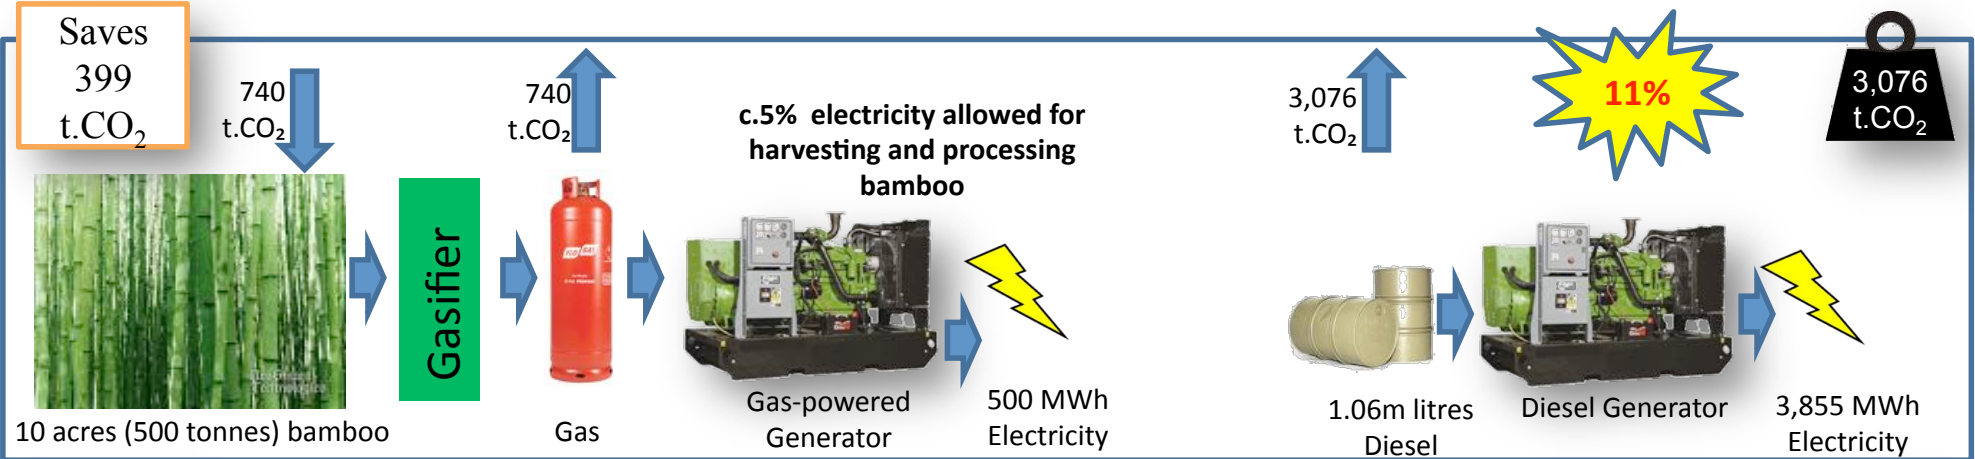 Saves
399
t.CO₂
740
t.CO₂
740
t.CO₂
c.5% electricity allowed for
harvesting and processing
bamboo
3,076
t.CO₂
11%
3,076
t.CO₂
Gasifier
10 acres (500 tonnes) bamboo
Gas
Gas-powered
Generator
500 MWh
Electricity
1.06m litres
Diesel
Diesel Generator
3,855 MWh
Electricity